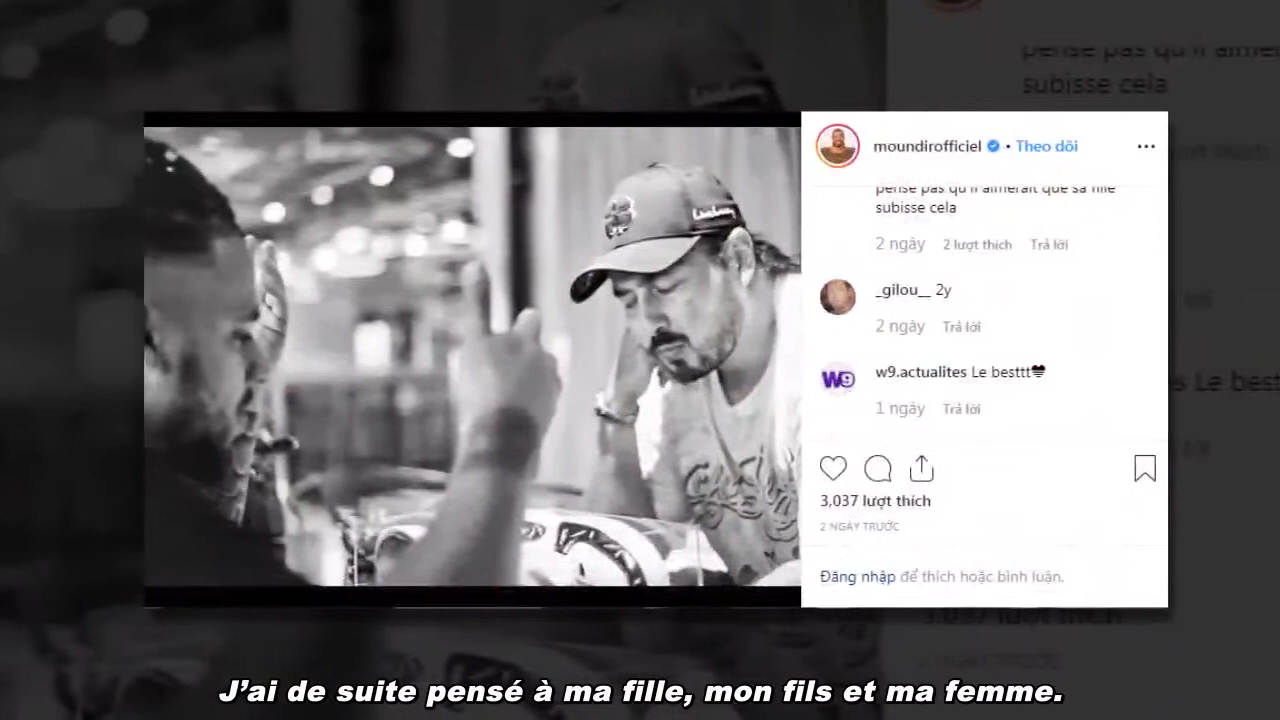 moundirofficiel • Theo dõi
pense pas qu'il aimerait que sa fille
subisse cela
2 ngày 2 lượt thích Trả lời
_gilou__ 2y
2 ngày Trả lời
W9 w9.actualites Le besttt🖤
1 ngày Trả lời
3,037 lượt thích
2 NGÀY TRƯỚC
Đăng nhập để thích hoặc bình luận.
J'ai de suite pensé à ma fille, mon fils et ma femme.